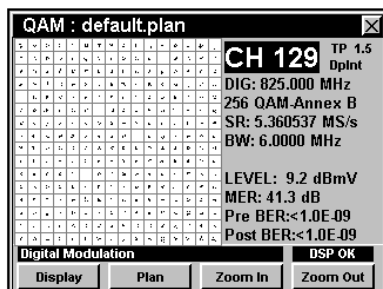 QAM : default.plan
CH 129
TP 1.5
Dplnt
DIG: 825.000 MHz
256 QAM-Annex B
SR: 5.360537 MS/s
BW: 6.0000 MHz
LEVEL: 9.2 dBmV
MER: 41.3 dB
Pre BER:<1.0E-09
Post BER:<1.0E-09
Digital Modulation
DSP OK
Display
Plan
Zoom In
Zoom Out